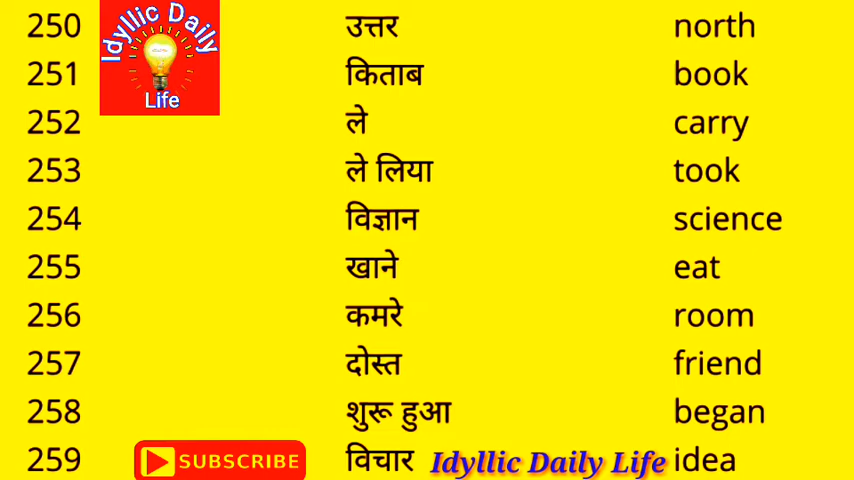 250 उत्तर north
Idyllic Daily
Life
251 किताब book
252 ले carry
253 ले लिया took
254 विज्ञान science
255 खाने eat
256 कमरे room
257 दोस्त friend
258 शुरू हुआ began
259 SUBSCRIBE विचार Idyllic Daily Life idea